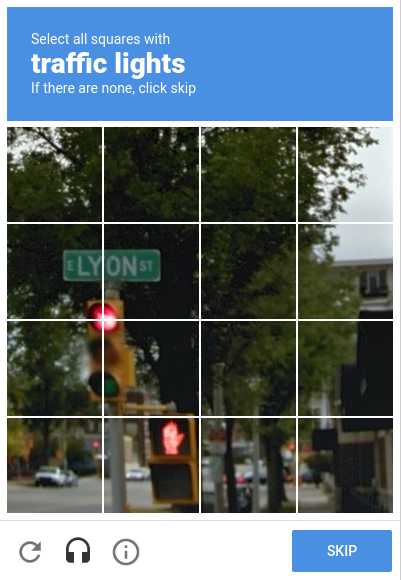 Select all squares with
traffic lights
If there are none, click skip
E LYON ST
SKIP